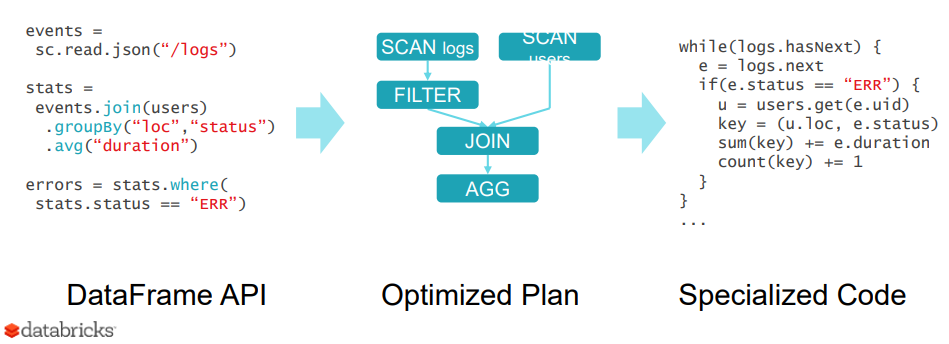 events =
sc.read.json(“/logs”)
stats =
events.join(users)
.groupBy(“loc”,“status”)
.avg(“duration”)
errors = stats.where(
stats.status == “ERR”)
DataFrame API
SCAN logs
SCAN
users
FILTER
JOIN
AGG
Optimized Plan
while(logs.hasNext) {
e = logs.next
if(e.status == “ERR”) {
u = users.get(e.uid)
key = (u.loc, e.status)
sum(key) += e.duration
count(key) += 1
}
}
...
Specialized Code
databricks